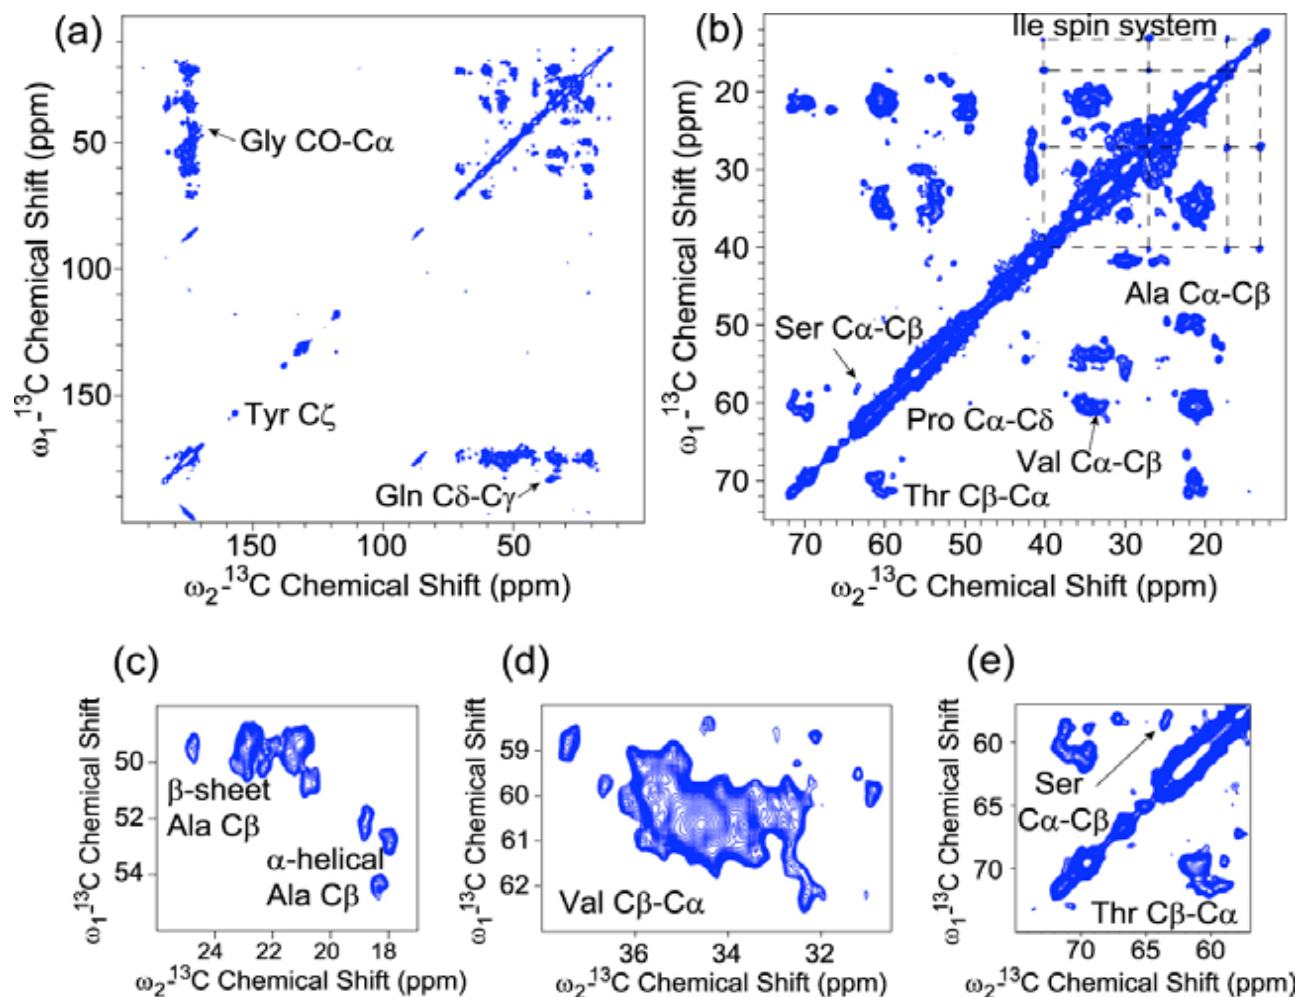 (a)
ω₁-¹³C Chemical Shift (ppm)
50
100
150
Gly CO-Cα
Tyr Cζ
Gln Cδ-Cγ
150
100
50
ω₂-¹³C Chemical Shift (ppm)
(b)
Ile spin system
ω₁-¹³C Chemical Shift (ppm)
20
30
40
50
60
70
Ala Cα-Cβ
Ser Cα-Cβ
Pro Cα-Cδ
Val Cα-Cβ
Thr Cβ-Cα
70
60
50
40
30
20
ω₂-¹³C Chemical Shift (ppm)
(c)
ω₁-¹³C Chemical Shift
50
52
54
β-sheet
Ala Cβ
α-helical
Ala Cβ
24
22
20
18
ω₂-¹³C Chemical Shift (ppm)
(d)
ω₁-¹³C Chemical Shift
59
60
61
62
Val Cβ-Cα
36
34
32
ω₂-¹³C Chemical Shift (ppm)
(e)
ω₁-¹³C Chemical Shift
60
65
70
Ser
Cα-Cβ
Thr Cβ-Cα
70
60
ω₂-¹³C Chemical Shift (ppm)